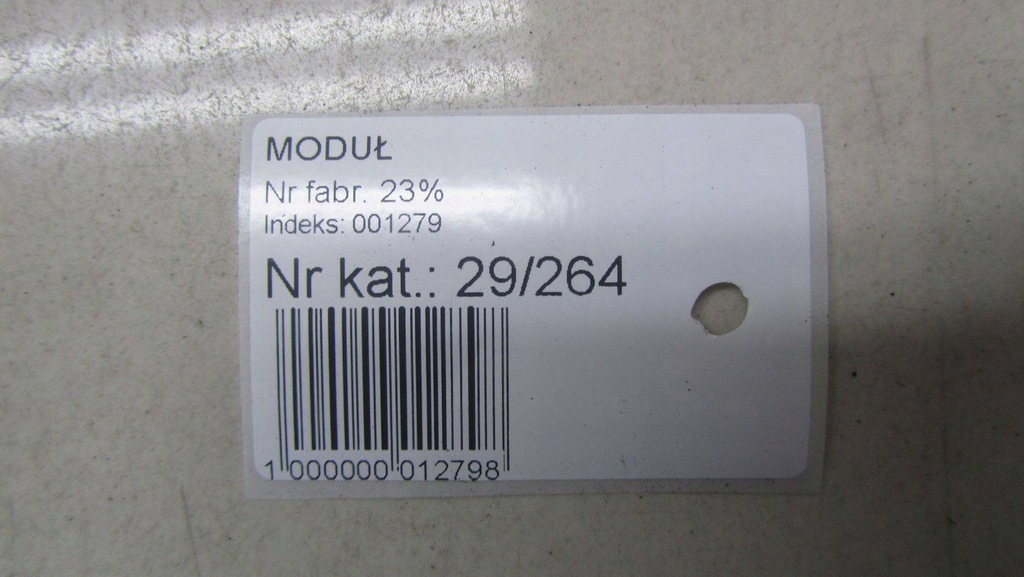 MODUŁ
Nr fabr. 23%
Indeks: 001279
Nr kat.: 29/264
1 000000 012798